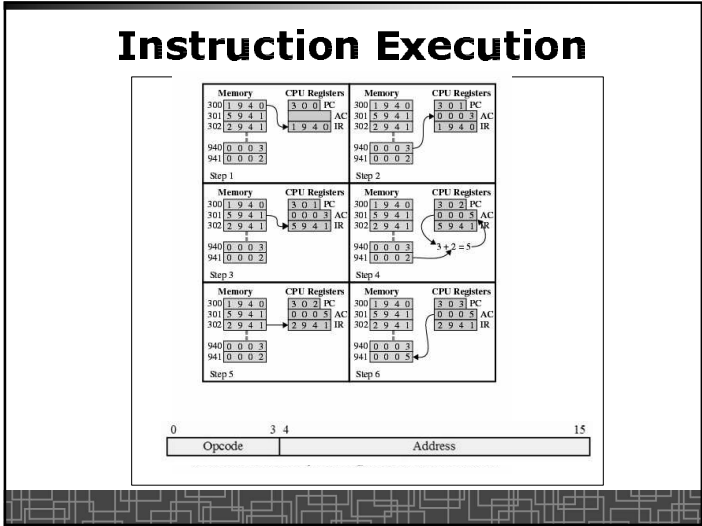 Instruction Execution
Memory CPU Registers
300 1 9 4 0 3 0 0 PC
301 5 9 4 1 AC
302 2 9 4 1 1 9 4 0 IR
940 0 0 0 3
941 0 0 0 2
Step 1
Memory CPU Registers
300 1 9 4 0 3 0 1 PC
301 5 9 4 1 0 0 0 3 AC
302 2 9 4 1 1 9 4 0 IR
940 0 0 0 3
941 0 0 0 2
Step 2
Memory CPU Registers
300 1 9 4 0 3 0 1 PC
301 5 9 4 1 0 0 0 3 AC
302 2 9 4 1 5 9 4 1 IR
940 0 0 0 3
941 0 0 0 2
Step 3
Memory CPU Registers
300 1 9 4 0 3 0 2 PC
301 5 9 4 1 0 0 0 5 AC
302 2 9 4 1 5 9 4 1 IR
940 0 0 0 3 3 + 2 = 5
941 0 0 0 2
Step 4
Memory CPU Registers
300 1 9 4 0 3 0 2 PC
301 5 9 4 1 0 0 0 5 AC
302 2 9 4 1 2 9 4 1 IR
940 0 0 0 3
941 0 0 0 2
Step 5
Memory CPU Registers
300 1 9 4 0 3 0 3 PC
301 5 9 4 1 0 0 0 5 AC
302 2 9 4 1 2 9 4 1 IR
940 0 0 0 3
941 0 0 0 5
Step 6
0 3 4 15
Opcode Address